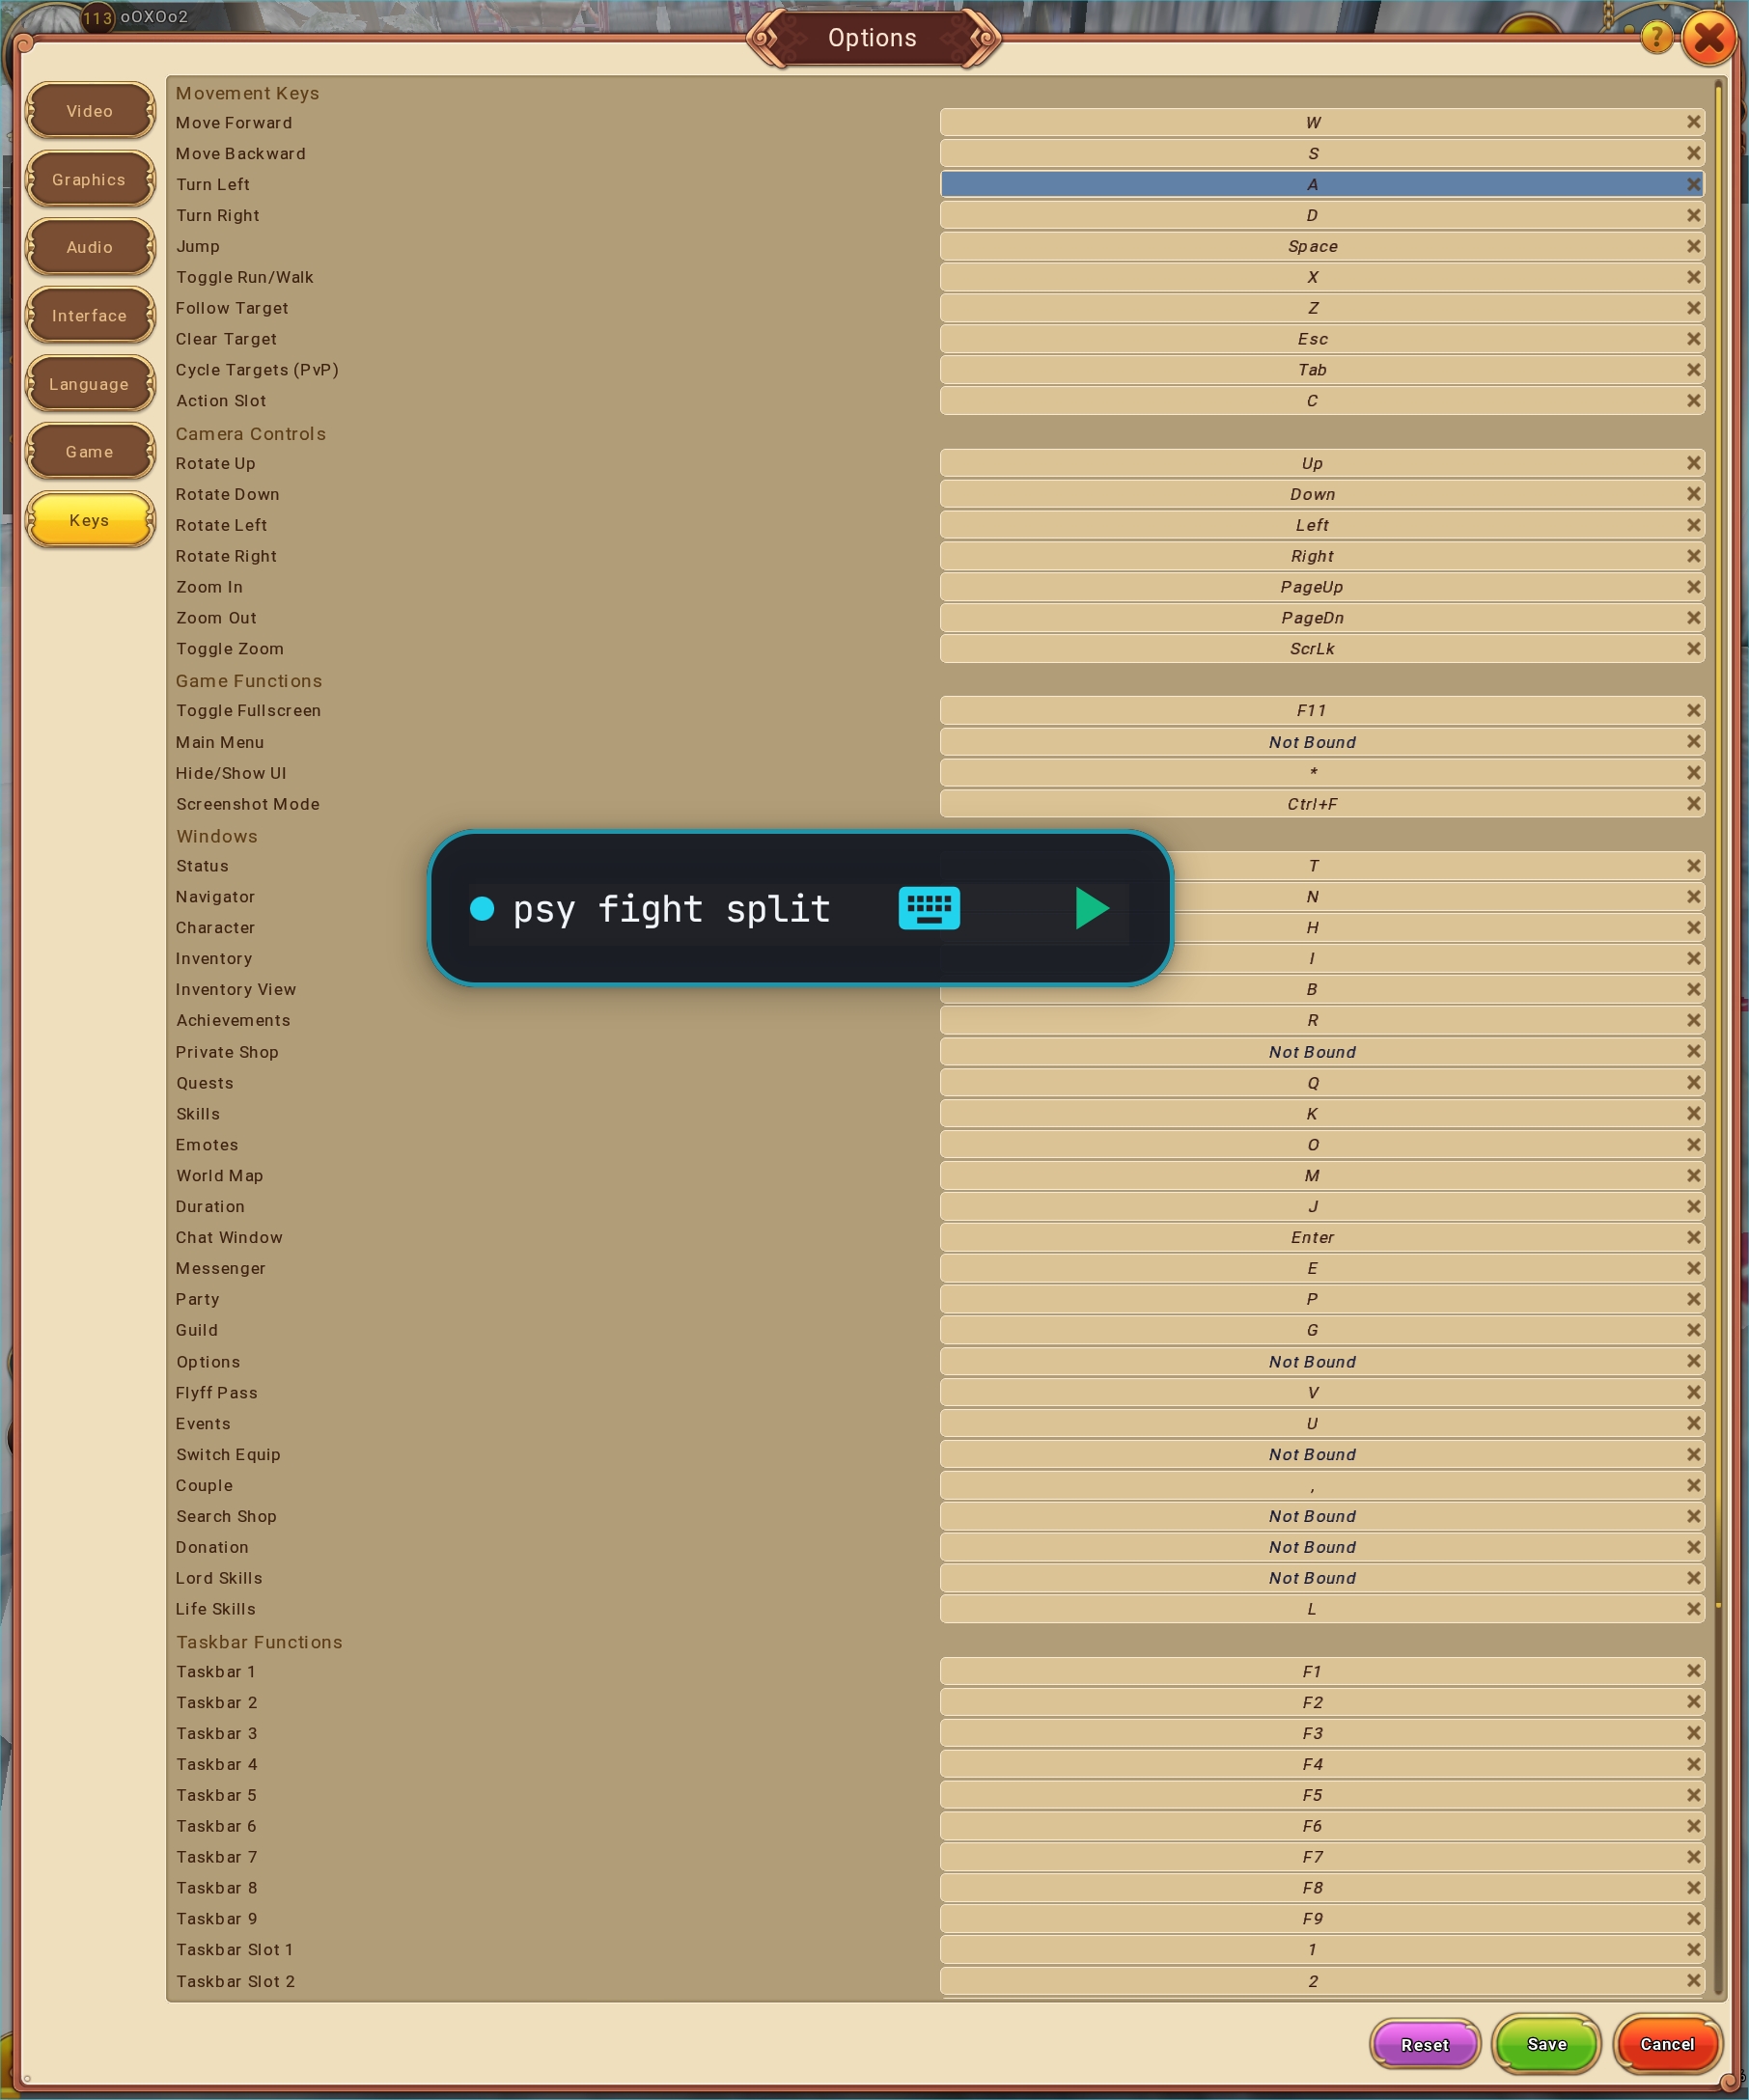 113 oOXOo2
Options
?
Video
Graphics
Audio
Interface
Language
Game
Keys
Movement Keys
Move Forward W
Move Backward S
Turn Left A
Turn Right D
Jump Space
Toggle Run/Walk X
Follow Target Z
Clear Target Esc
Cycle Targets (PvP) Tab
Action Slot C
Camera Controls
Rotate Up Up
Rotate Down Down
Rotate Left Left
Rotate Right Right
Zoom In PageUp
Zoom Out PageDn
Toggle Zoom ScrLk
Game Functions
Toggle Fullscreen F11
Main Menu Not Bound
Hide/Show UI *
Screenshot Mode Ctrl+F
Windows
Status T
Navigator N
Character H
Inventory I
Inventory View B
psy fight split
Achievements R
Private Shop Not Bound
Quests Q
Skills K
Emotes O
World Map M
Duration J
Chat Window Enter
Messenger E
Party P
Guild G
Options Not Bound
Flyff Pass V
Events U
Switch Equip Not Bound
Couple ,
Search Shop Not Bound
Donation Not Bound
Lord Skills Not Bound
Life Skills L
Taskbar Functions
Taskbar 1 F1
Taskbar 2 F2
Taskbar 3 F3
Taskbar 4 F4
Taskbar 5 F5
Taskbar 6 F6
Taskbar 7 F7
Taskbar 8 F8
Taskbar 9 F9
Taskbar Slot 1 1
Taskbar Slot 2 2
Reset Save Cancel